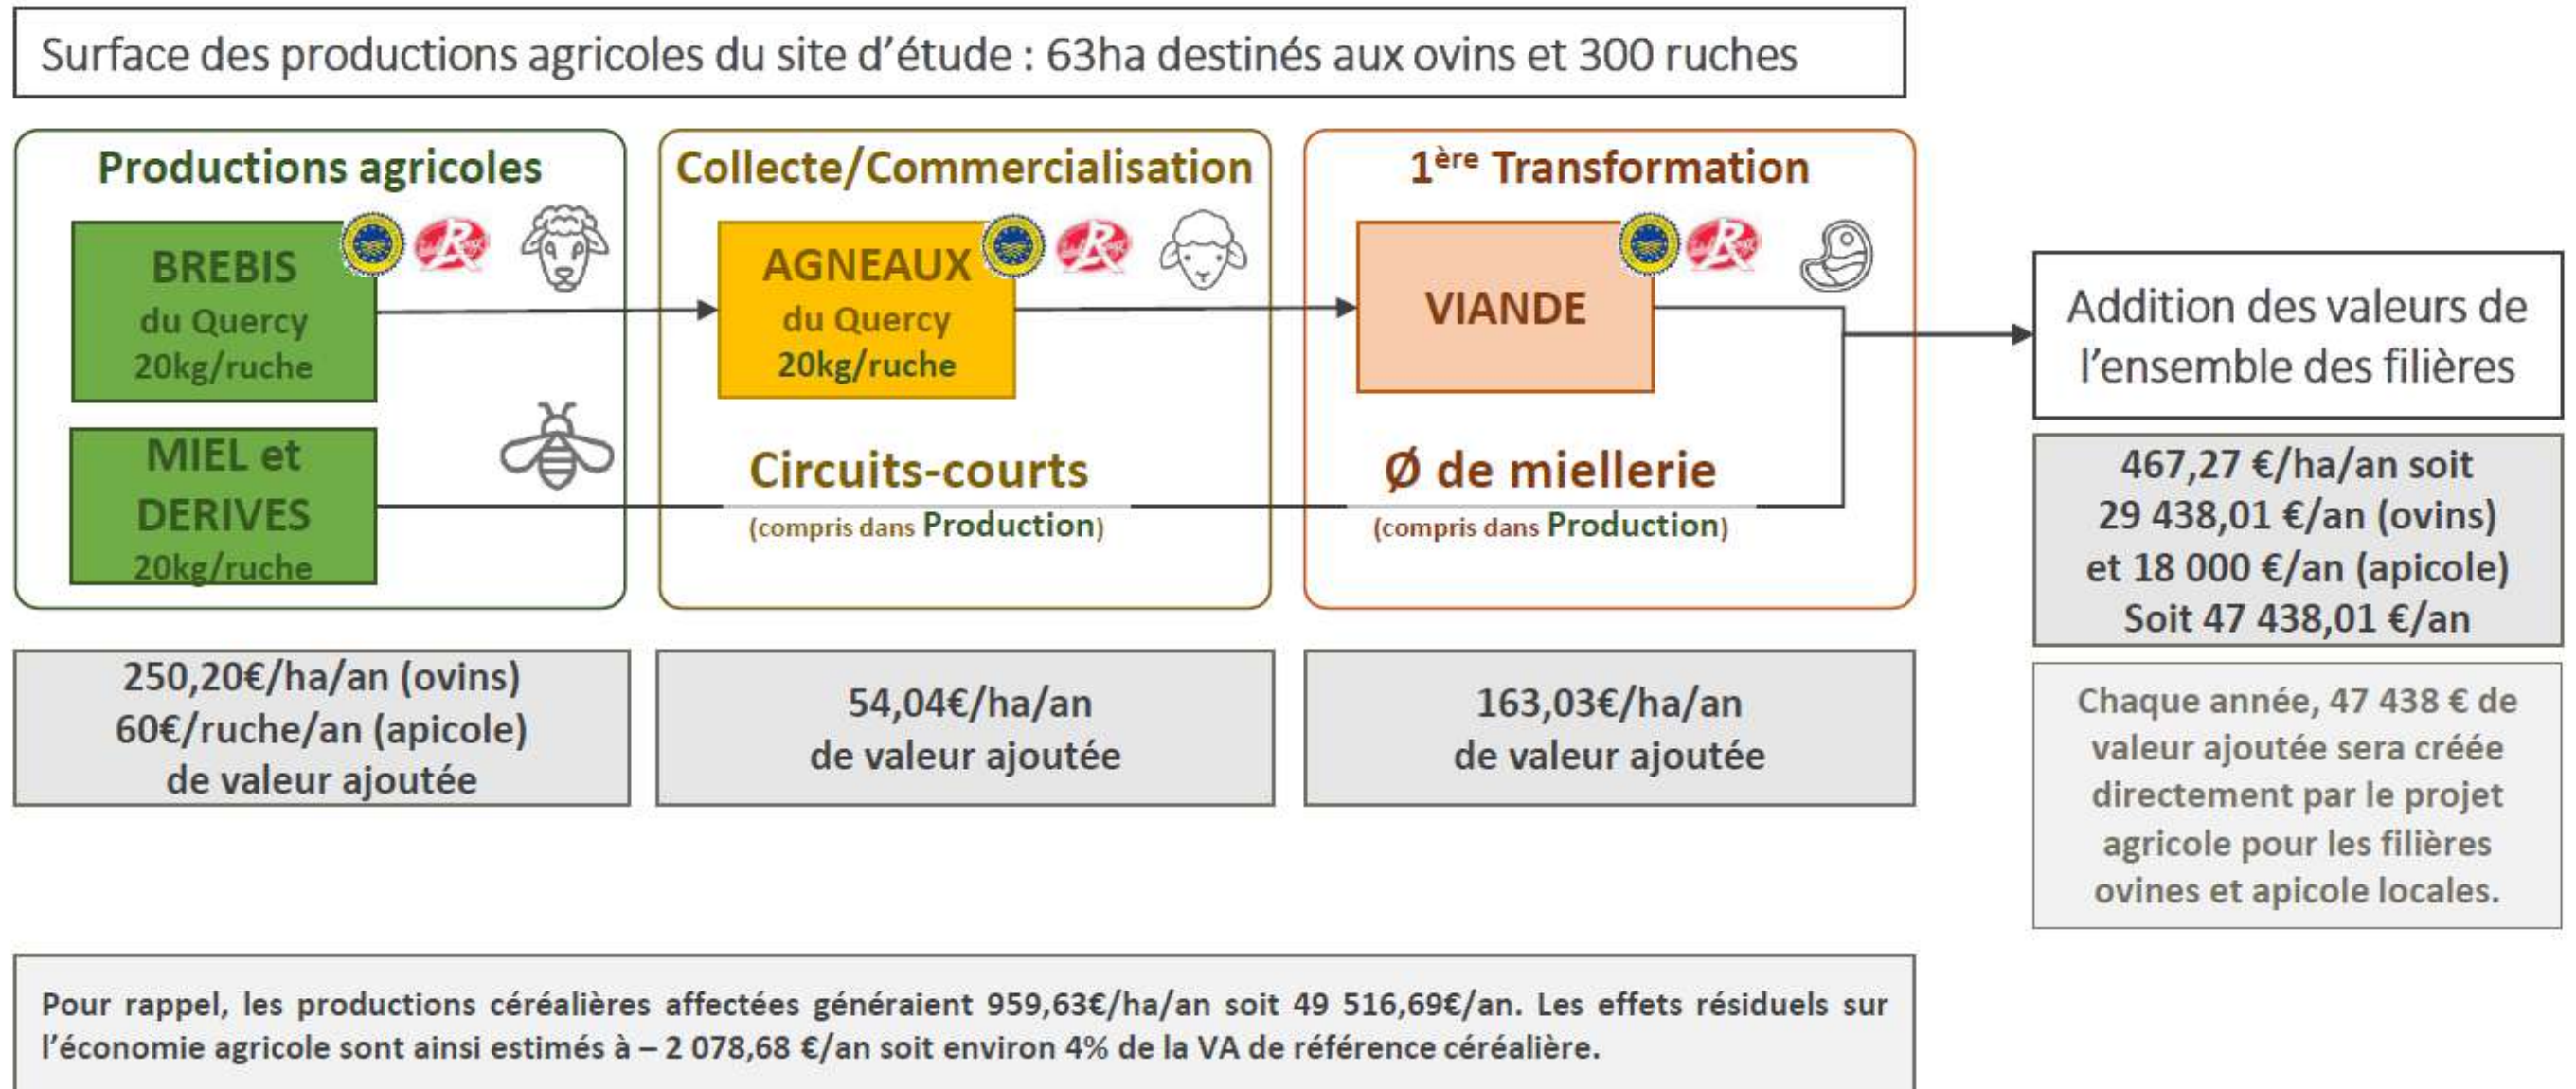 Surface des productions agricoles du site d'étude : 63ha destinés aux ovins et 300 ruches
Productions agricoles
BREBIS
du Quercy
20kg/ruche
MIEL et
DERIVES
20kg/ruche
250,20€/ha/an (ovins)
60€/ruche/an (apicole)
de valeur ajoutée
Collecte/Commercialisation
AGNEAUX
du Quercy
20kg/ruche
Circuits-courts
(compris dans Production)
54,04€/ha/an
de valeur ajoutée
1ère Transformation
VIANDE
Ø de miellerie
(compris dans Production)
163,03€/ha/an
de valeur ajoutée
Addition des valeurs de
l'ensemble des filières
467,27 €/ha/an soit
29 438,01 €/an (ovins)
et 18 000 €/an (apicole)
Soit 47 438,01 €/an
Chaque année, 47 438 € de
valeur ajoutée sera créée
directement par le projet
agricole pour les filières
ovines et apicole locales.
Pour rappel, les productions céréalières affectées généraient 959,63€/ha/an soit 49 516,69€/an. Les effets résiduels sur
l'économie agricole sont ainsi estimés à – 2 078,68 €/an soit environ 4% de la VA de référence céréalière.